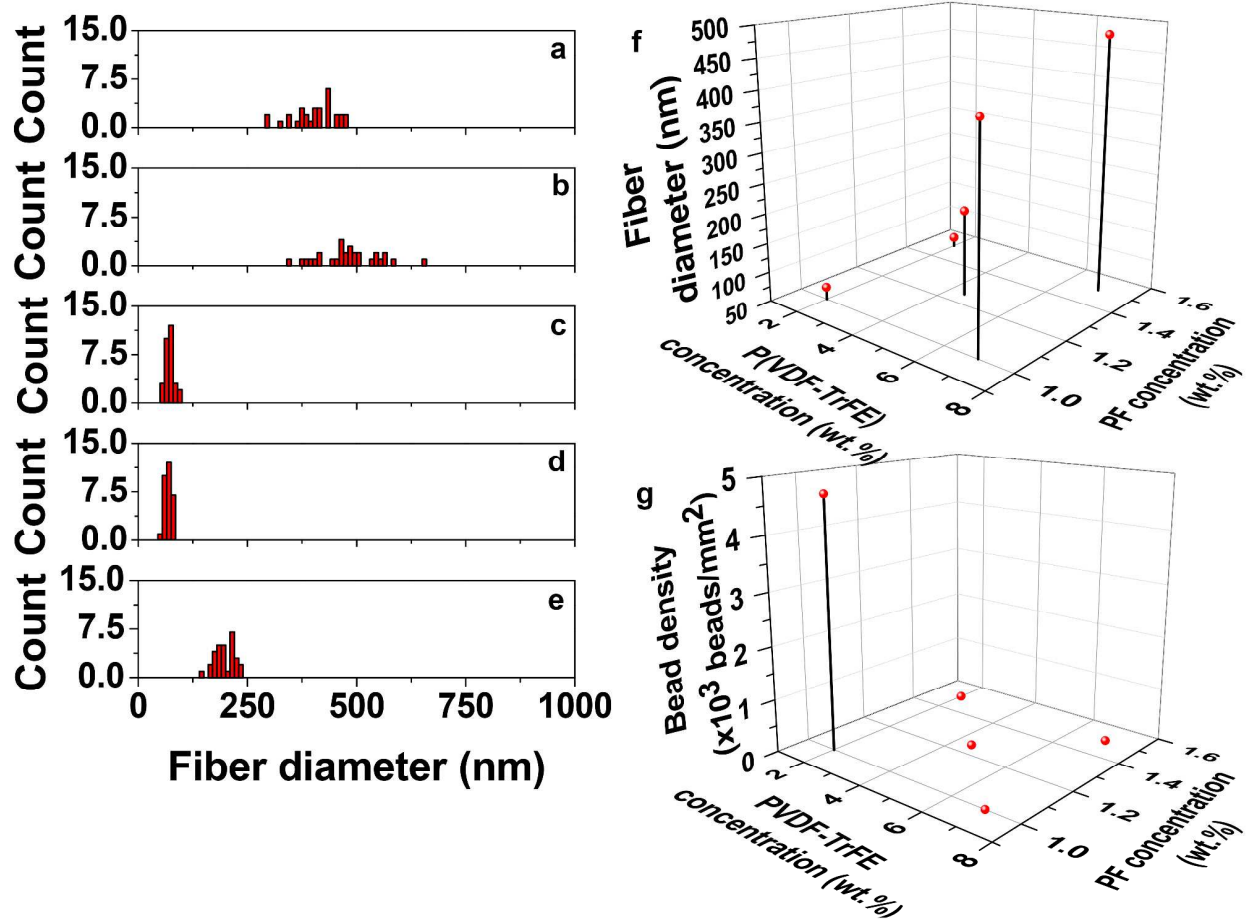 Count
15.0
7.5
0.0
a
Count
15.0
7.5
0.0
b
Count
15.0
7.5
0.0
c
Count
15.0
7.5
0.0
d
Count
15.0
7.5
0.0
e
0
250
500
750
1000
Fiber diameter (nm)
f
Fiber
diameter (nm)
500
450
400
350
300
250
200
150
100
50
2
4
6
8
P(VDF-TrFE)
concentration (wt.%)
1.0
1.2
1.4
1.6
PF concentration
(wt.%)
g
Bead density
(x10³ beads/mm²)
5
4
3
2
1
0
2
4
6
8
PVDF-TrFE
concentration (wt.%)
1.0
1.2
1.4
1.6
PF concentration
(wt.%)